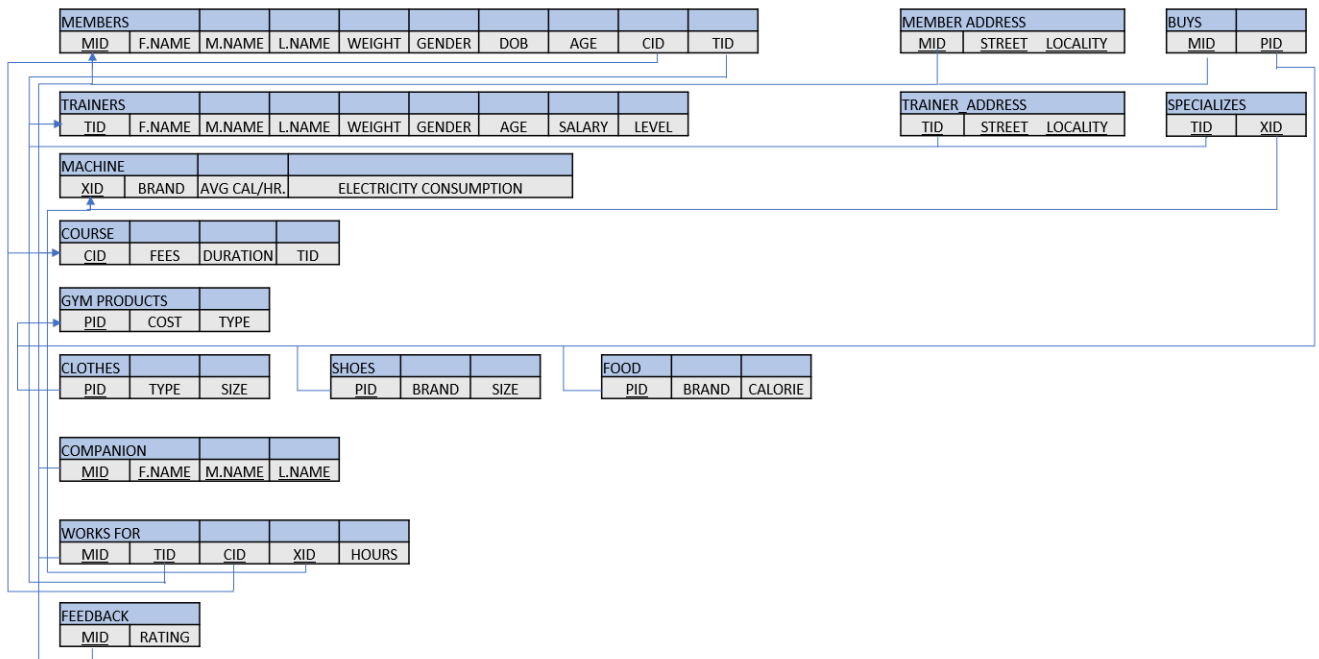 MEMBERS MEMBER ADDRESS BUYS
MID F.NAME M.NAME L.NAME WEIGHT GENDER DOB AGE CID TID MID STREET LOCALITY MID PID
TRAINERS TRAINER_ADDRESS SPECIALIZES
TID F.NAME M.NAME L.NAME WEIGHT GENDER AGE SALARY LEVEL TID STREET LOCALITY TID XID
MACHINE
XID BRAND AVG CAL/HR. ELECTRICITY CONSUMPTION
COURSE
CID FEES DURATION TID
GYM PRODUCTS
PID COST TYPE
CLOTHES SHOES FOOD
PID TYPE SIZE PID BRAND SIZE PID BRAND CALORIE
COMPANION
MID F.NAME M.NAME L.NAME
WORKS FOR
MID TID CID XID HOURS
FEEDBACK
MID RATING